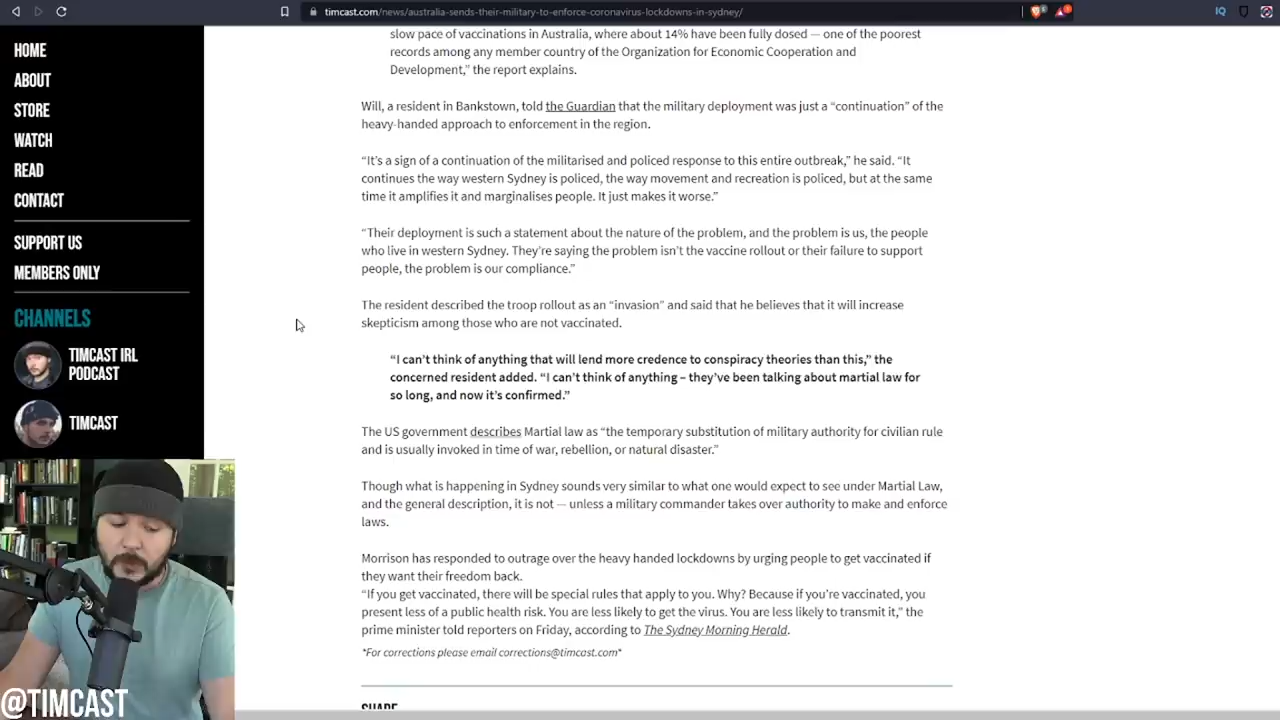 timcast.com/news/australia-sends-their-military-to-enforce-coronavirus-lockdowns-in-sydney/
HOME
ABOUT
STORE
WATCH
READ
CONTACT
SUPPORT US
MEMBERS ONLY
CHANNELS
TIMCAST IRL
PODCAST
TIMCAST
slow pace of vaccinations in Australia, where about 14% have been fully dosed — one of the poorest
records among any member country of the Organization for Economic Cooperation and
Development,” the report explains.
Will, a resident in Bankstown, told the Guardian that the military deployment was just a “continuation” of the
heavy-handed approach to enforcement in the region.
“It’s a sign of a continuation of the militarised and policed response to this entire outbreak,” he said. “It
continues the way western Sydney is policed, the way movement and recreation is policed, but at the same
time it amplifies it and marginalises people. It just makes it worse.”
“Their deployment is such a statement about the nature of the problem, and the problem is us, the people
who live in western Sydney. They’re saying the problem isn’t the vaccine rollout or their failure to support
people, the problem is our compliance.”
The resident described the troop rollout as an “invasion” and said that he believes that it will increase
skepticism among those who are not vaccinated.
“I can’t think of anything that will lend more credence to conspiracy theories than this,” the
concerned resident added. “I can’t think of anything – they’ve been talking about martial law for
so long, and now it’s confirmed.”
The US government describes Martial law as “the temporary substitution of military authority for civilian rule
and is usually invoked in time of war, rebellion, or natural disaster.”
Though what is happening in Sydney sounds very similar to what one would expect to see under Martial Law,
and the general description, it is not — unless a military commander takes over authority to make and enforce
laws.
Morrison has responded to outrage over the heavy handed lockdowns by urging people to get vaccinated if
they want their freedom back.
“If you get vaccinated, there will be special rules that apply to you. Why? Because if you’re vaccinated, you
present less of a public health risk. You are less likely to get the virus. You are less likely to transmit it,” the
prime minister told reporters on Friday, according to The Sydney Morning Herald.
*For corrections please email corrections@timcast.com*
SHARE
IQ
@TIMCAST